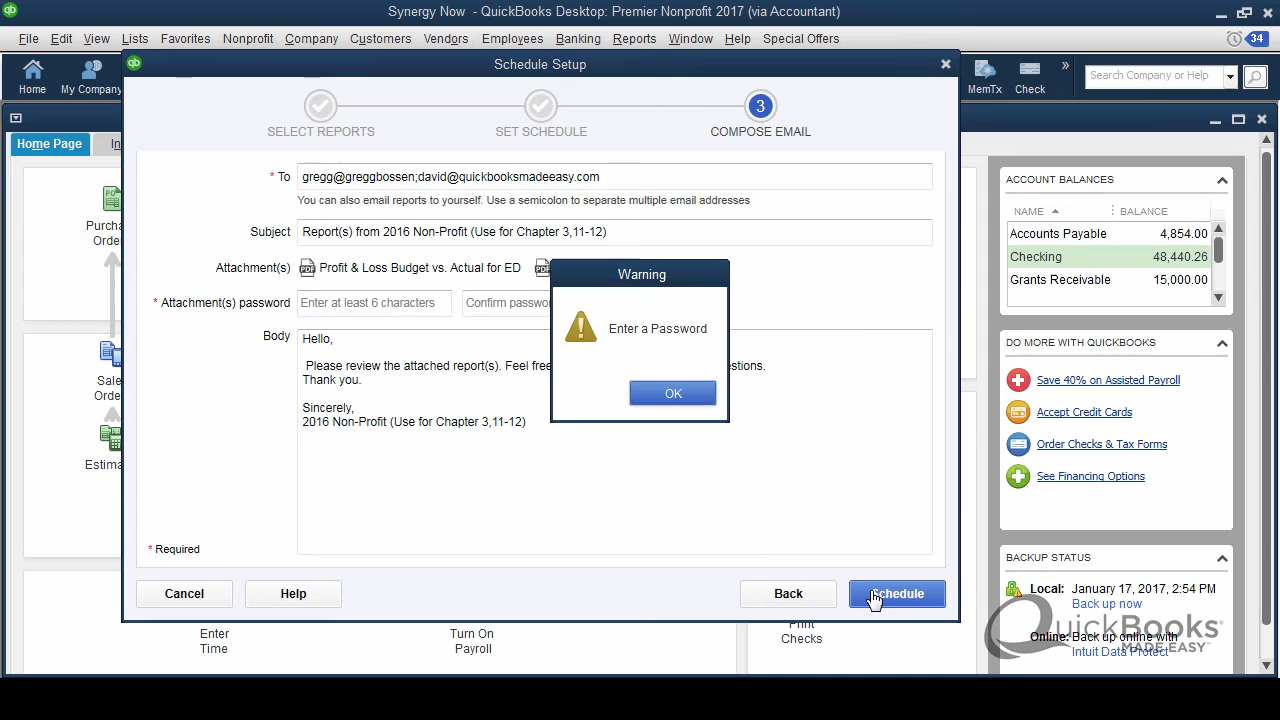 Synergy Now - QuickBooks Desktop: Premier Nonprofit 2017 (via Accountant)
File Edit View Lists Favorites Nonprofit Company Customers Vendors Employees Banking Reports Window Help Special Offers 34
Home My Company MemTx Check » Search Company or Help
Schedule Setup
Home Page In
SELECT REPORTS SET SCHEDULE 3 COMPOSE EMAIL
* To gregg@greggbossen;david@quickbooksmadeeasy.com
You can also email reports to yourself. Use a semicolon to separate multiple email addresses
Subject Report(s) from 2016 Non-Profit (Use for Chapter 3,11-12)
Attachment(s) PDF Profit & Loss Budget vs. Actual for ED PDF
* Attachment(s) password Enter at least 6 characters Confirm passwo
Body Hello,
Please review the attached report(s). Feel free estions.
Thank you.
Sincerely,
2016 Non-Profit (Use for Chapter 3,11-12)
* Required
Cancel Help Back Schedule
Warning
Enter a Password
OK
PO
Purcha
Orde
Sale
Orde
Estima
Enter
Time
Turn On
Payroll
Print
Checks
ACCOUNT BALANCES
NAME BALANCE
Accounts Payable 4,854.00
Checking 48,440.26
Grants Receivable 15,000.00
DO MORE WITH QUICKBOOKS
Save 40% on Assisted Payroll
Accept Credit Cards
Order Checks & Tax Forms
See Financing Options
BACKUP STATUS
Local: January 17, 2017, 2:54 PM
Back up now
Online: Back up online with
Intuit Data Protect
QuickBooks
MADE EASY